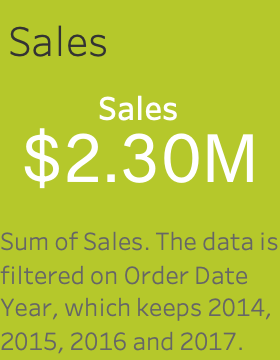 Sales
Sales
$2.30M
Sum of Sales. The data is
filtered on Order Date
Year, which keeps 2014,
2015, 2016 and 2017.